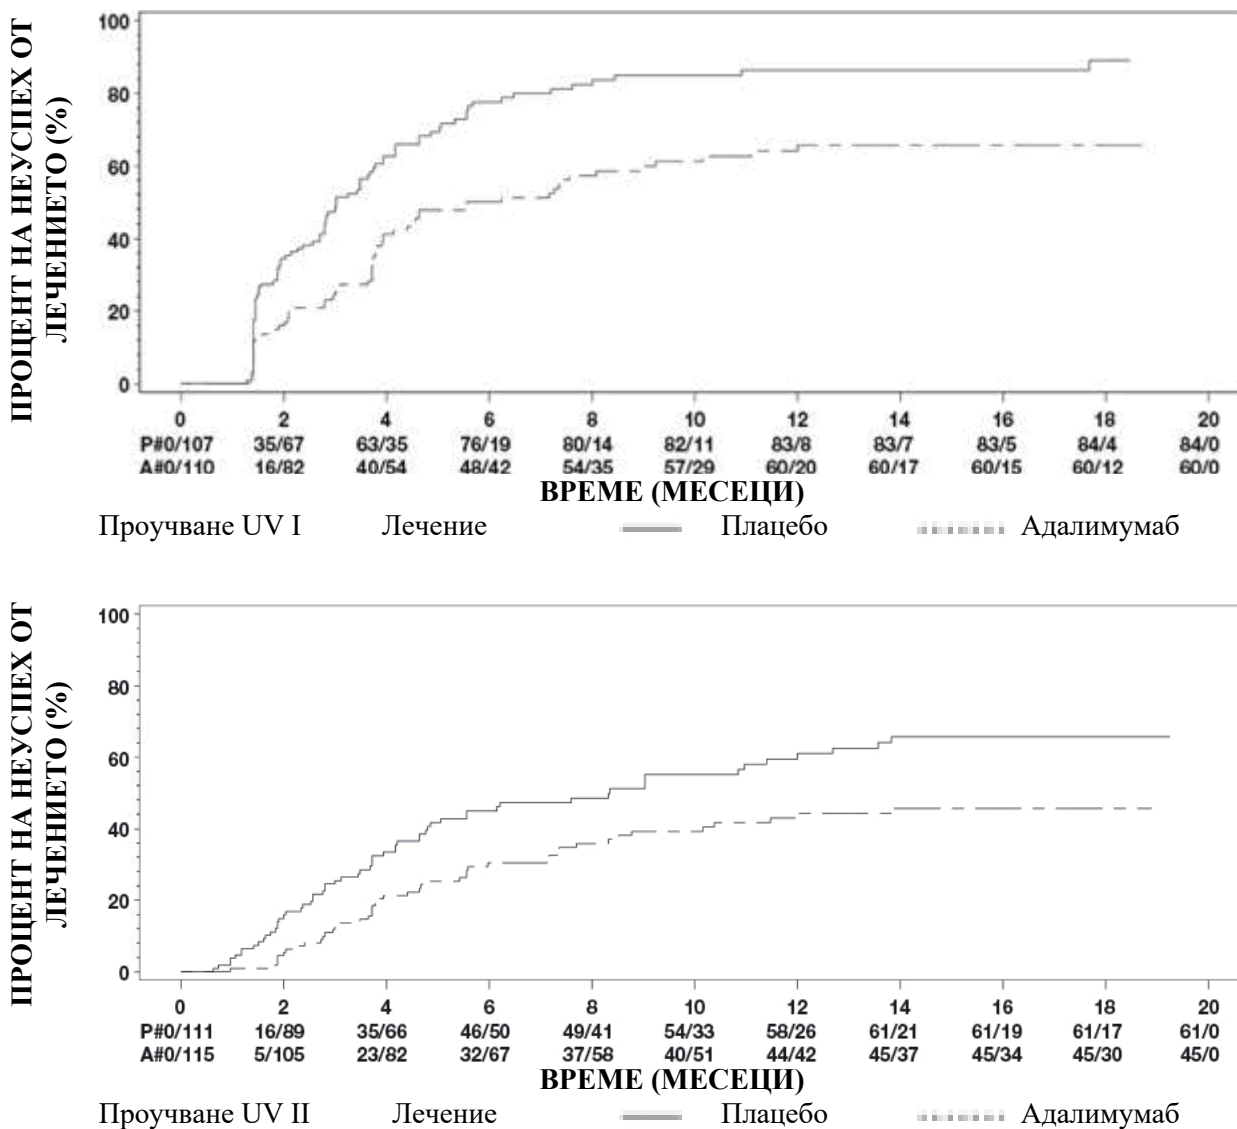 ПРОЦЕНТ НА НЕУСПЕХ ОТ
ЛЕЧЕНИЕТО (%)
100
80
60
40
20
0
0 2 4 6 8 10 12 14 16 18 20
P#0/107 35/67 63/35 76/19 80/14 82/11 83/8 83/7 83/5 84/4 84/0
A#0/110 16/82 40/54 48/42 54/35 57/29 60/20 60/17 60/15 60/12 60/0
ВРЕМЕ (МЕСЕЦИ)
Проучване UV I Лечение Плацебо Адалимумаб
ПРОЦЕНТ НА НЕУСПЕХ ОТ
ЛЕЧЕНИЕТО (%)
100
80
60
40
20
0
0 2 4 6 8 10 12 14 16 18 20
P#0/111 16/89 35/66 46/50 49/41 54/33 58/26 61/21 61/19 61/17 61/0
A#0/115 5/105 23/82 32/67 37/58 40/51 44/42 45/37 45/34 45/30 45/0
ВРЕМЕ (МЕСЕЦИ)
Проучване UV II Лечение Плацебо Адалимумаб